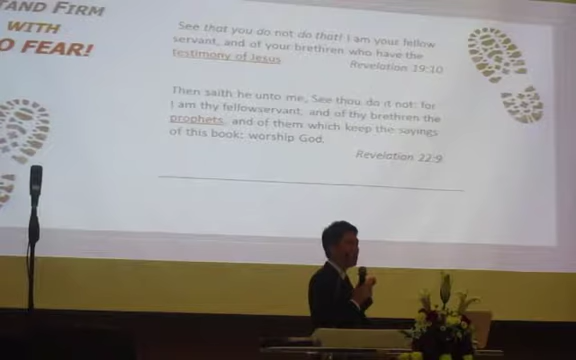 TAND FIRM
WITH
O FEAR!
See that you do not do that! I am your fellow
servant, and of your brethren who have the
testimony of Jesus.
Revelation 19:10
Then saith he unto me, See thou do it not: for
I am thy fellowservant, and of thy brethren the
prophets, and of them which keep the sayings
of this book: worship God.
Revelation 22:9